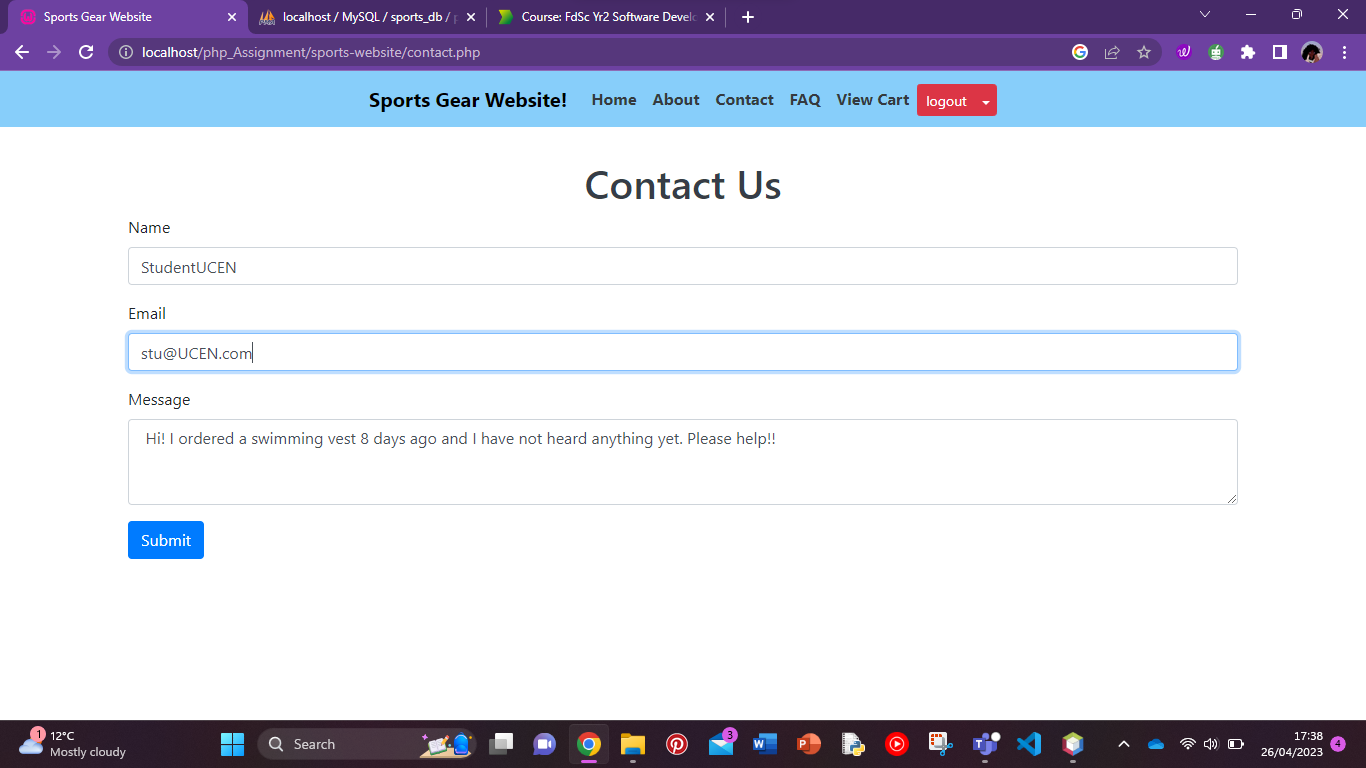 Sports Gear Website
localhost / MySQL / sports_db / p
Course: FdSc Yr2 Software Develo
localhost/php_Assignment/sports-website/contact.php
Sports Gear Website! Home About Contact FAQ View Cart logout
Contact Us
Name
StudentUCEN
Email
stu@UCEN.com
Message
Hi! I ordered a swimming vest 8 days ago and I have not heard anything yet. Please help!!
Submit
1
12°C
Mostly cloudy
Search
3
17:38
26/04/2023
4